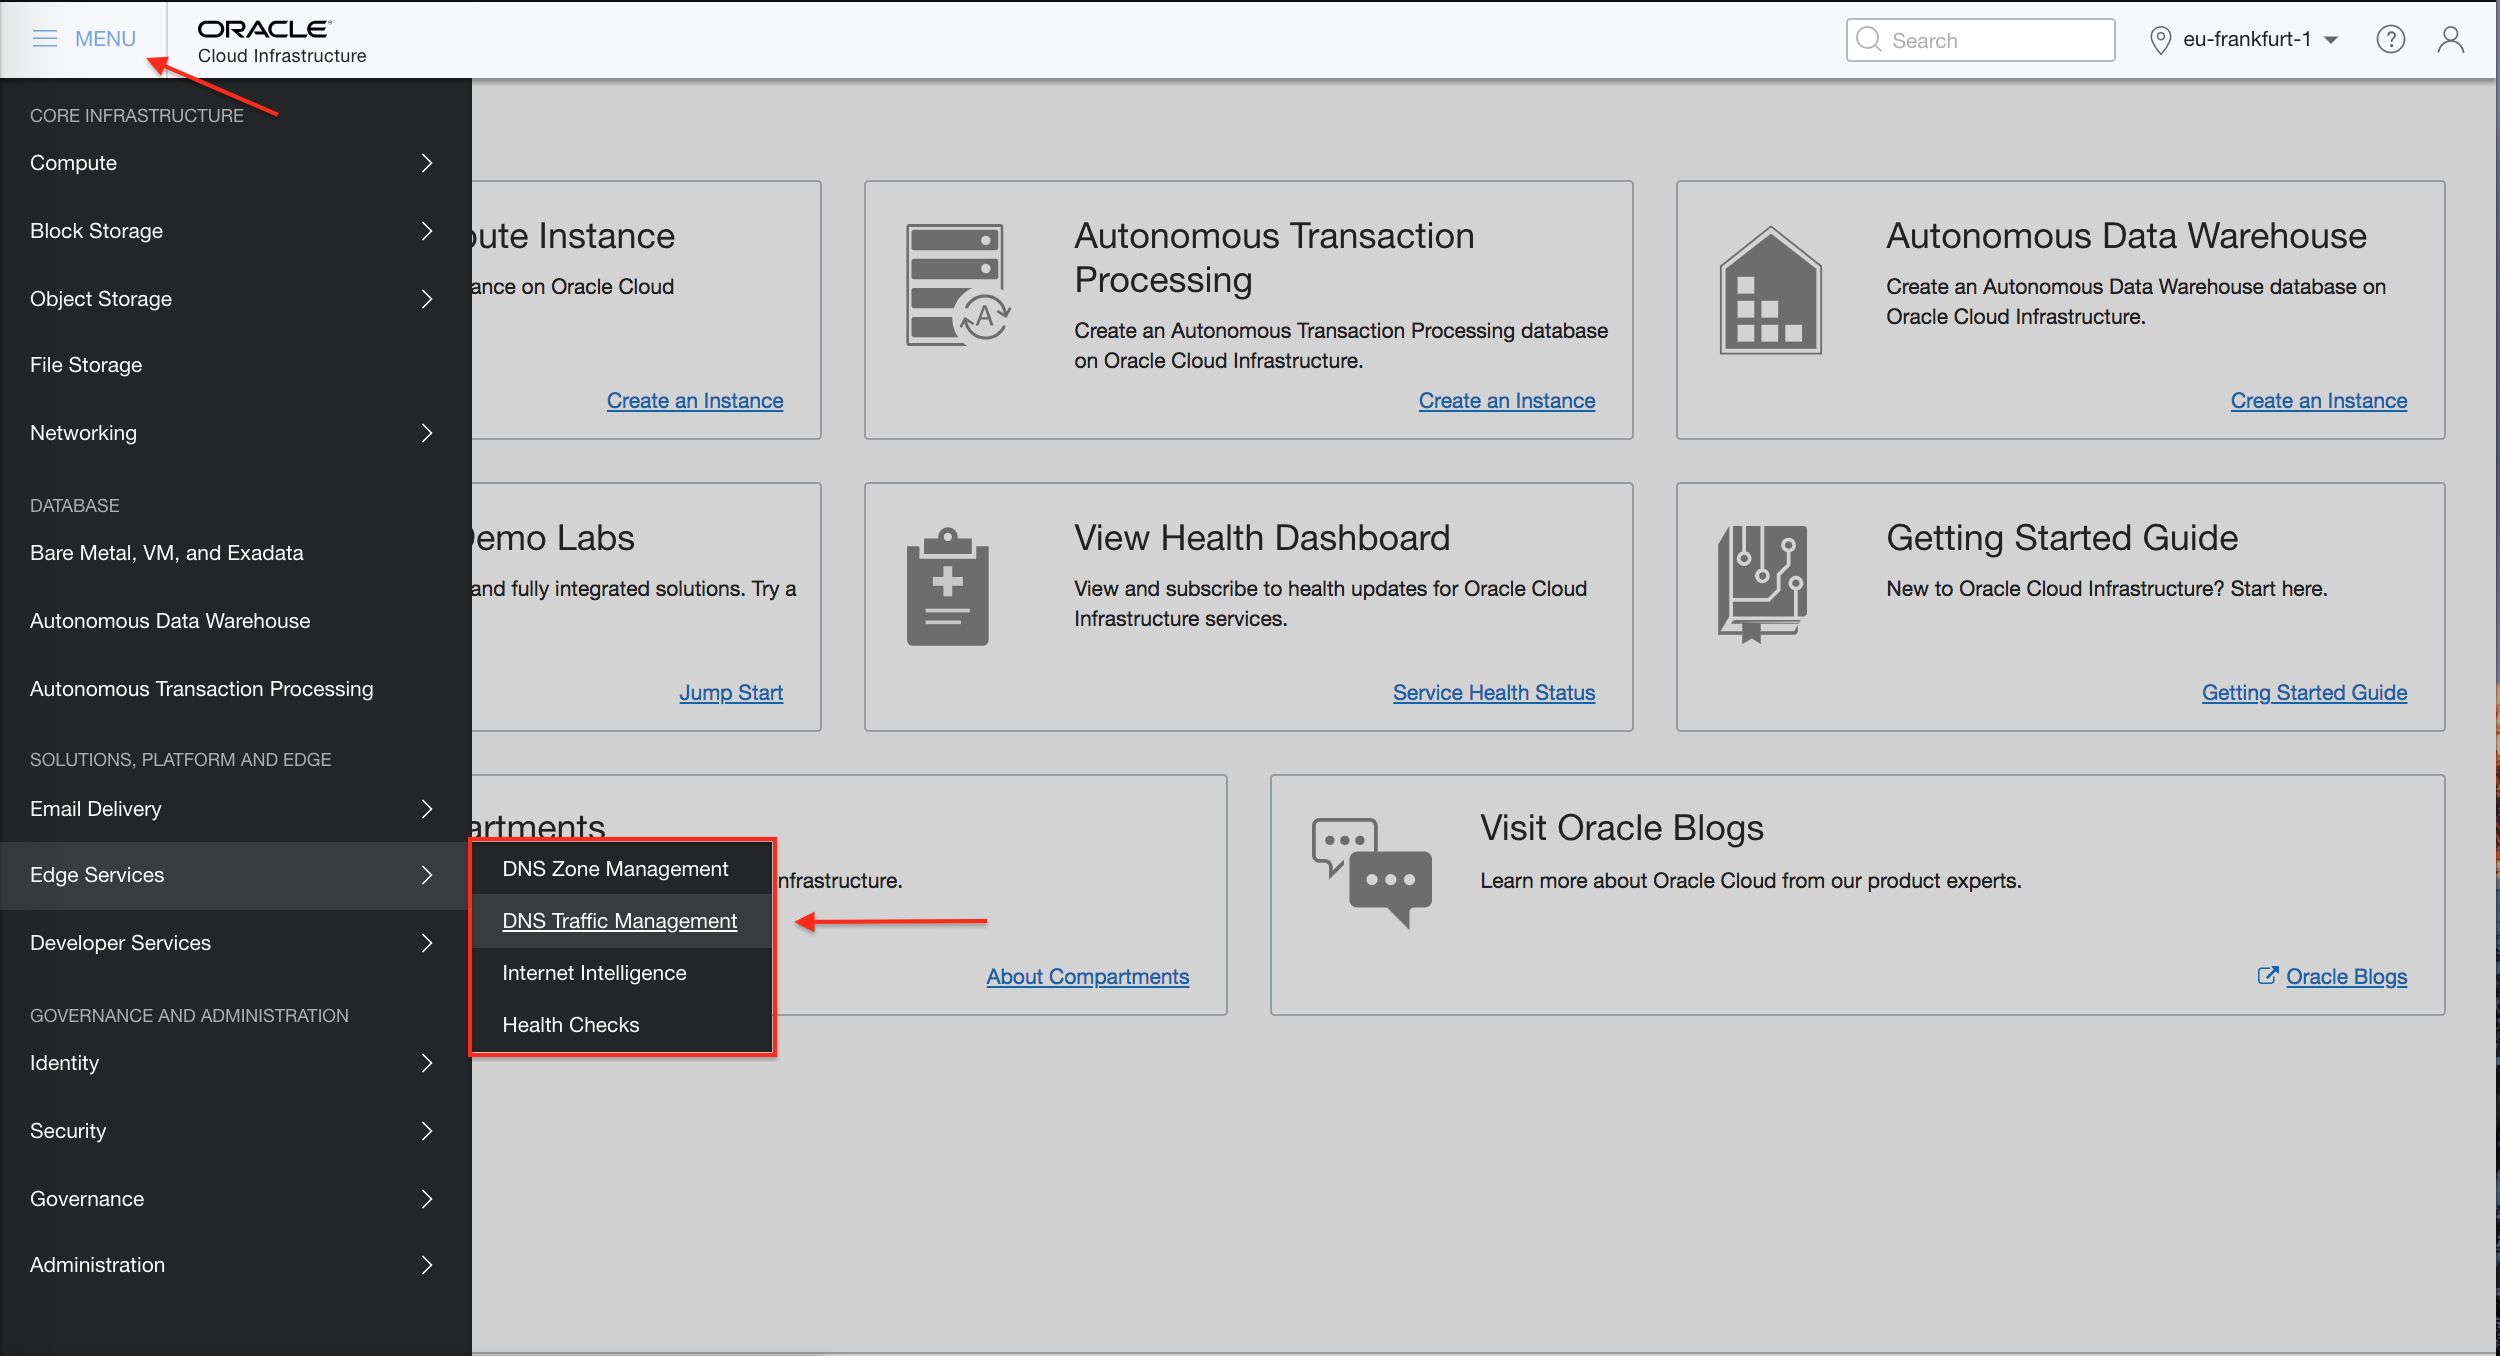 MENU
ORACLE
Cloud Infrastructure
Search
eu-frankfurt-1
CORE INFRASTRUCTURE
Compute
Block Storage
Object Storage
File Storage
Networking
DATABASE
Bare Metal, VM, and Exadata
Autonomous Data Warehouse
Autonomous Transaction Processing
SOLUTIONS, PLATFORM AND EDGE
Email Delivery
Edge Services
Developer Services
GOVERNANCE AND ADMINISTRATION
Identity
Security
Governance
Administration
DNS Zone Management
DNS Traffic Management
Internet Intelligence
Health Checks
ute Instance
ance on Oracle Cloud
Create an Instance
Autonomous Transaction
Processing
A
Create an Autonomous Transaction Processing database
on Oracle Cloud Infrastructure.
Create an Instance
Autonomous Data Warehouse
Create an Autonomous Data Warehouse database on
Oracle Cloud Infrastructure.
Create an Instance
emo Labs
and fully integrated solutions. Try a
Jump Start
View Health Dashboard
View and subscribe to health updates for Oracle Cloud
Infrastructure services.
Service Health Status
Getting Started Guide
New to Oracle Cloud Infrastructure? Start here.
Getting Started Guide
artments
nfrastructure.
About Compartments
Visit Oracle Blogs
Learn more about Oracle Cloud from our product experts.
Oracle Blogs